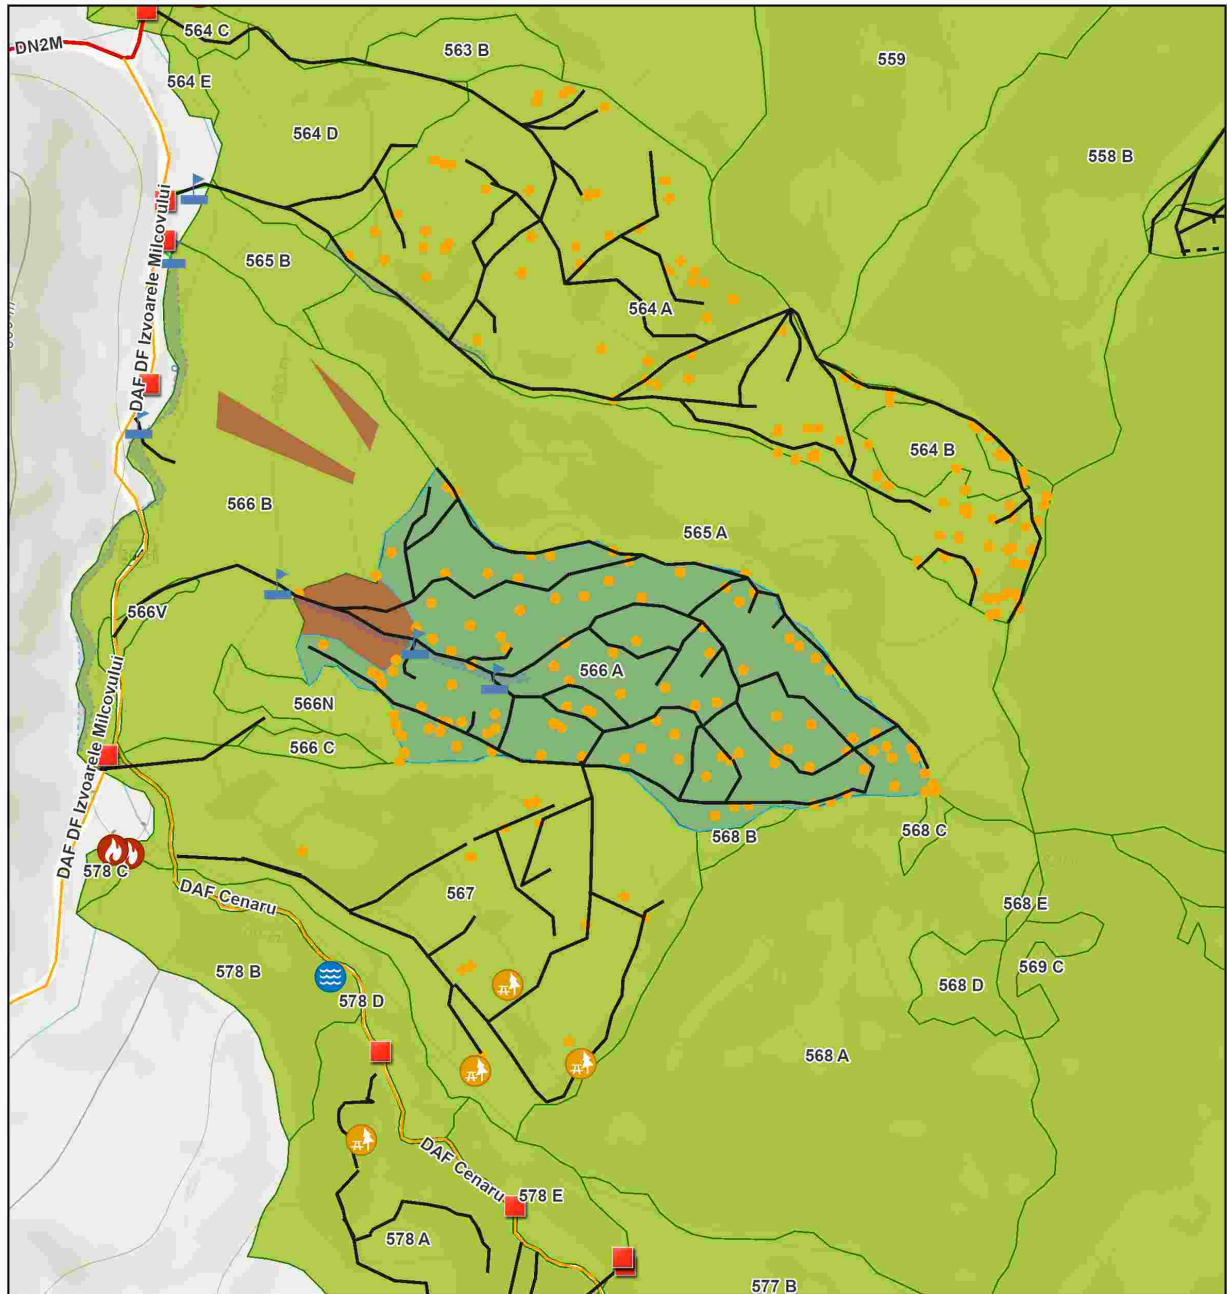 564 C
DN2M
563 B
559
564 E
564 D
558 B
DAF DF Izvoarele Milcovului
565 B
564 A
564 B
566 B
565 A
566V
566 A
566N
DAF DF Izvoarele Milcovului
566 C
568 B
568 C
578 C
DAF Cenaru
567
568 E
578 B
569 C
578 D
568 D
568 A
DAF Cenaru
578 E
578 A
577 B